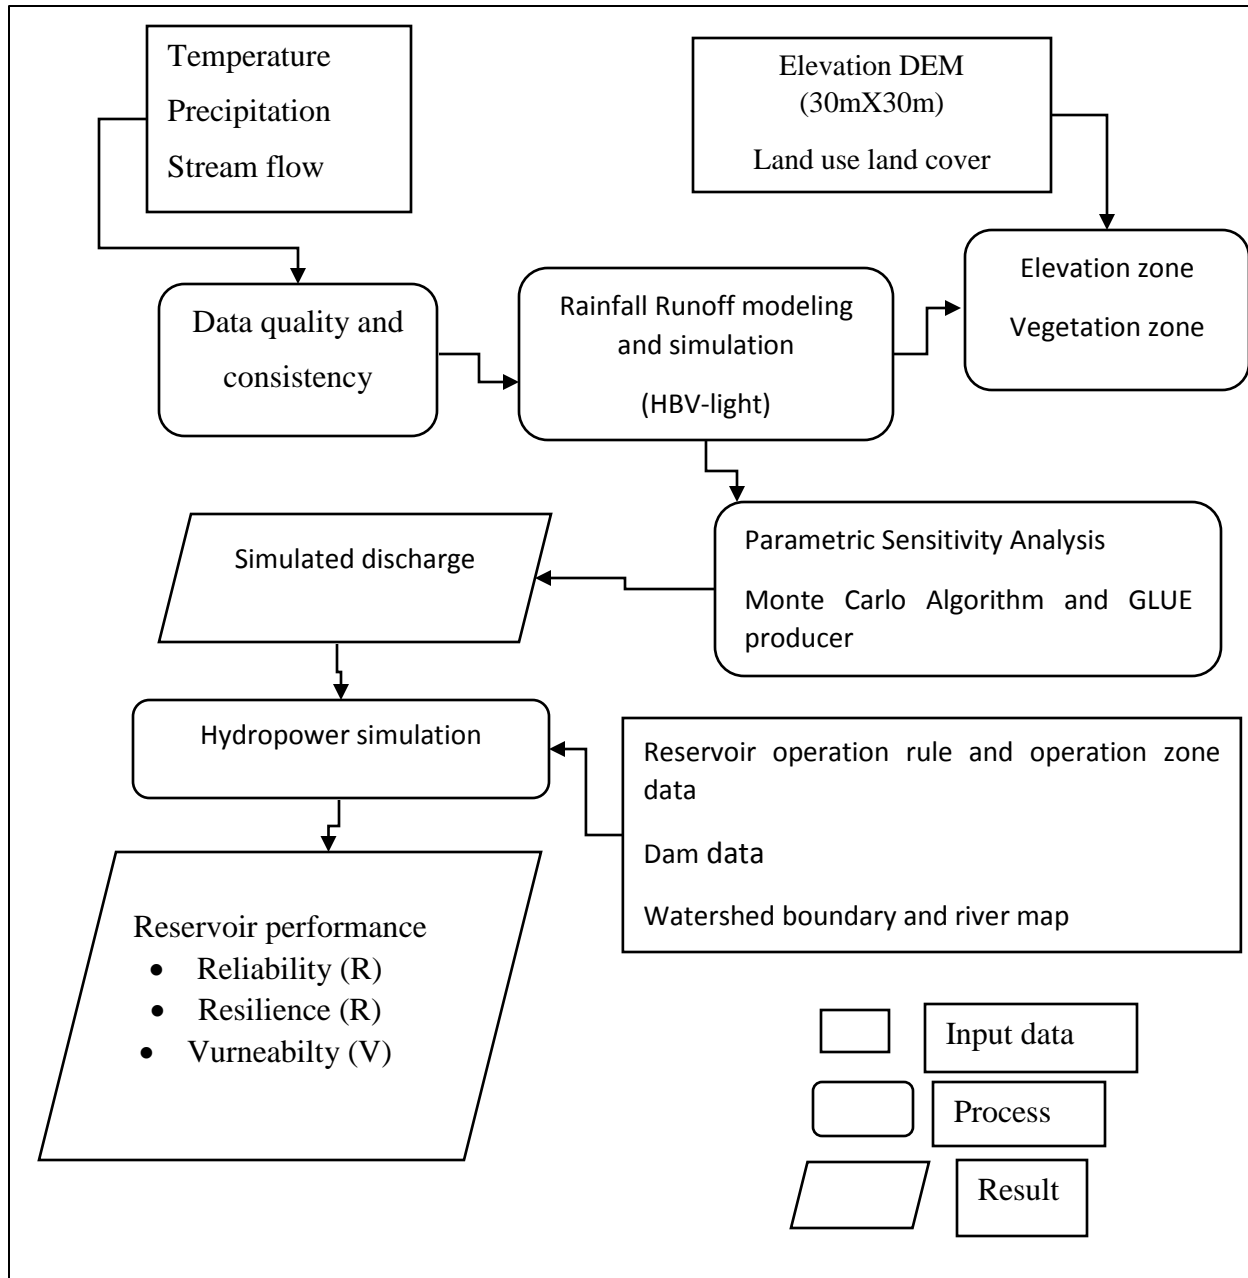 Temperature
Precipitation
Stream flow
Elevation DEM
(30mX30m)
Land use land cover
Data quality and
consistency
Rainfall Runoff modeling
and simulation
(HBV-light)
Elevation zone
Vegetation zone
Parametric Sensitivity Analysis
Monte Carlo Algorithm and GLUE
producer
Simulated discharge
Hydropower simulation
Reservoir operation rule and operation zone
data
Dam data
Watershed boundary and river map
Reservoir performance
• Reliability (R)
• Resilience (R)
• Vurneabilty (V)
Input data
Process
Result